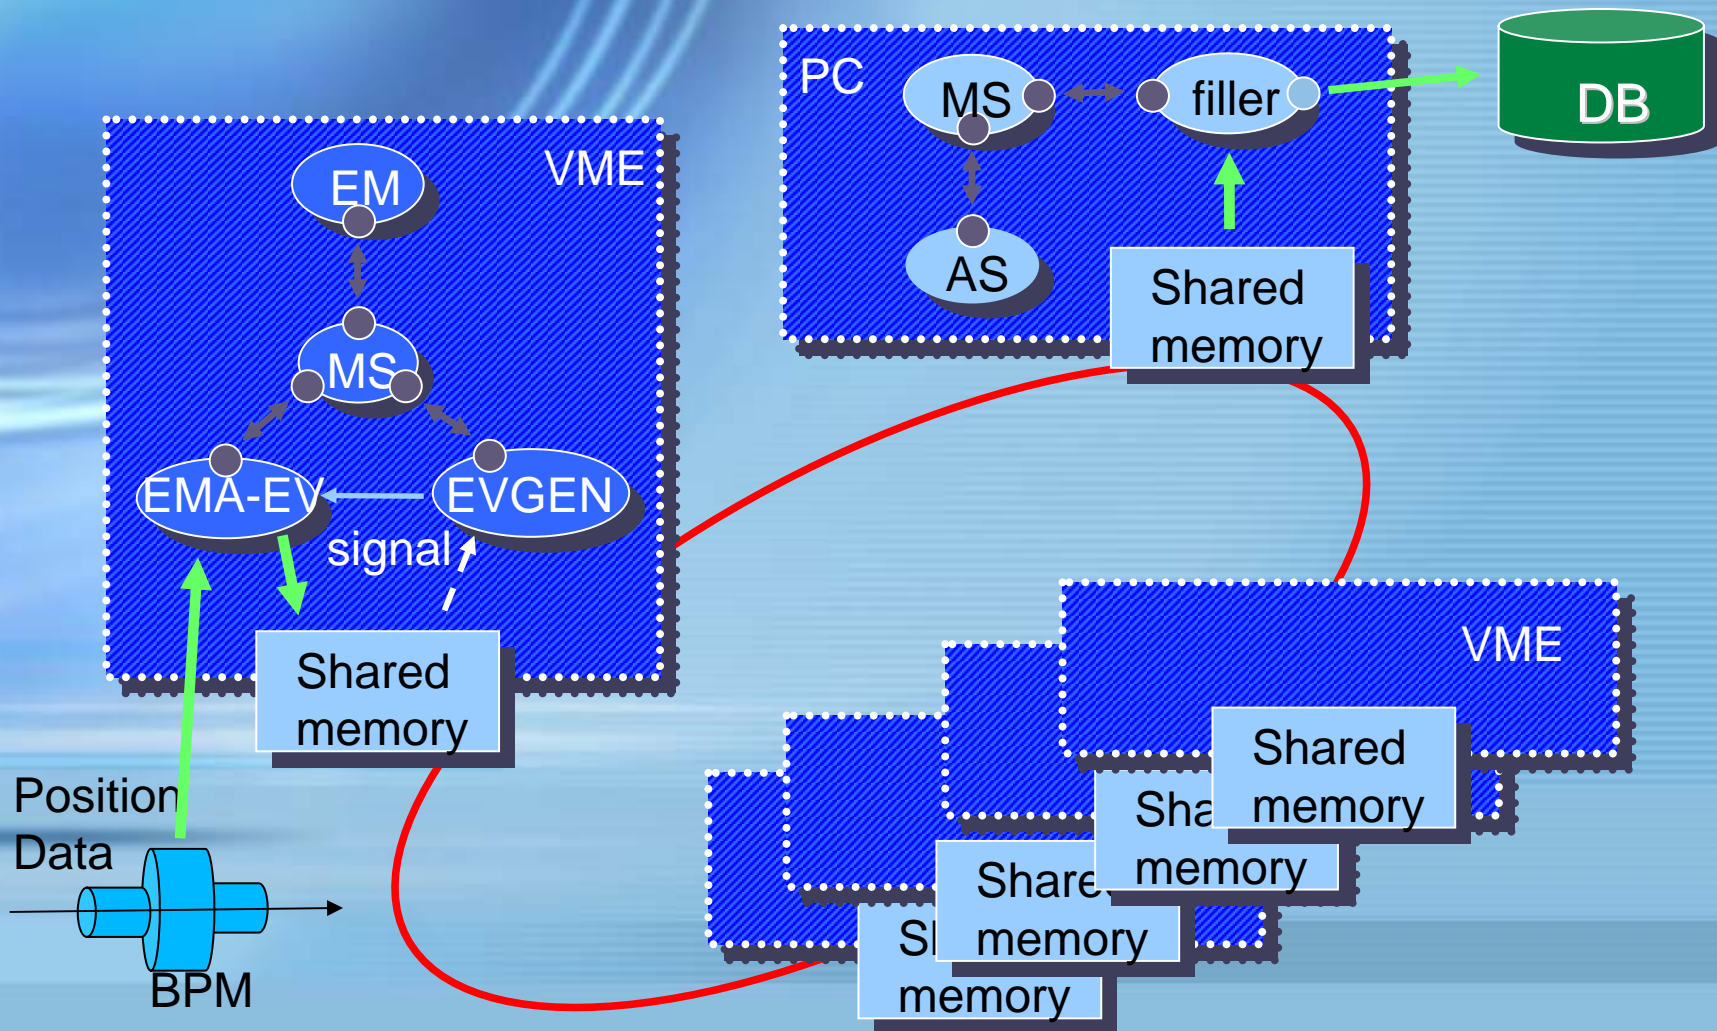 PC
MS
filler
DB
VME
EM
AS
Shared
memory
MS
EMA-EV
EVGEN
signal
Shared
memory
VME
Shared
memory
Sha
memory
Share
memory
memory
Position
Data
BPM